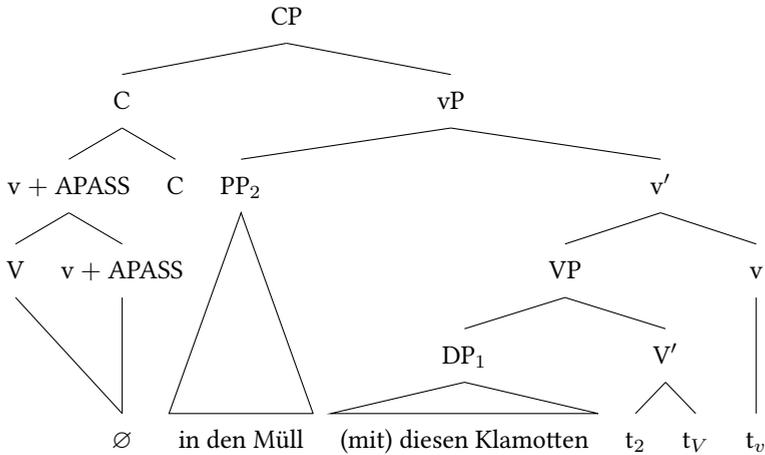 CP
C vP
v + APASS C PP₂ v′
V v + APASS VP v
DP₁ V′
∅ in den Müll (mit) diesen Klamotten t₂ t_V t_v